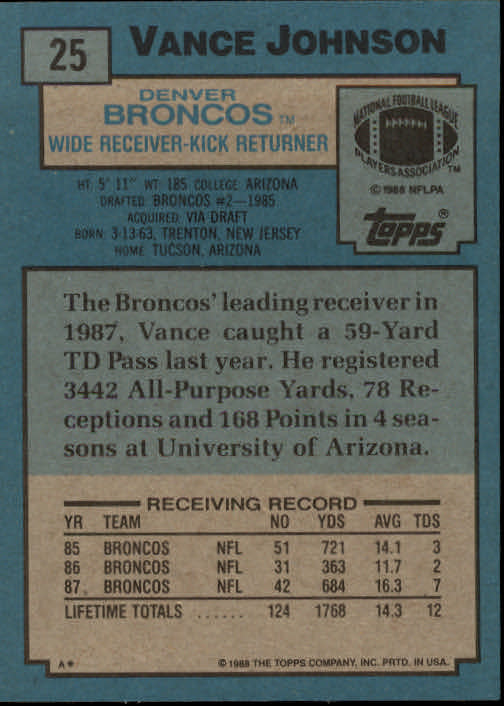 25
VANCE JOHNSON
DENVER
BRONCOS TM
WIDE RECEIVER-KICK RETURNER
NATIONAL FOOTBALL LEAGUE
PLAYERS ASSOCIATION
TM
© 1988 NFLPA
topps®
HT: 5' 11" WT: 185 COLLEGE: ARIZONA
DRAFTED: BRONCOS #2—1985
ACQUIRED: VIA DRAFT
BORN: 3-13-63, TRENTON, NEW JERSEY
HOME: TUCSON, ARIZONA
The Broncos' leading receiver in
1987, Vance caught a 59-Yard
TD Pass last year. He registered
3442 All-Purpose Yards, 78 Re-
ceptions and 168 Points in 4 sea-
sons at University of Arizona.
RECEIVING RECORD
YR TEAM NO YDS AVG TDS
85 BRONCOS NFL 51 721 14.1 3
86 BRONCOS NFL 31 363 11.7 2
87 BRONCOS NFL 42 684 16.3 7
LIFETIME TOTALS ...... 124 1768 14.3 12
A* © 1988 THE TOPPS COMPANY, INC. PRTD. IN USA.